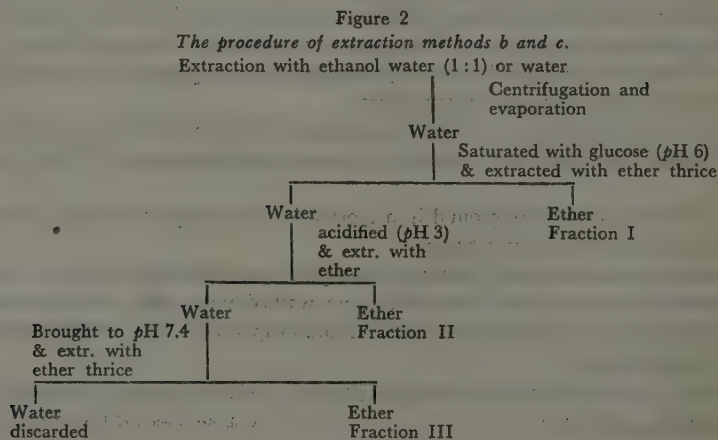 Figure 2
The procedure of extraction methods b and c.
Extraction with ethanol water (1:1) or water
Centrifugation and
evaporation
Water
Saturated with glucose (pH 6)
& extracted with ether thrice
Water
acidified (pH 3)
& extr. with
ether
Ether
Fraction I
Water
Ether
Fraction II
Brought to pH 7.4
& extr. with
ether thrice
Water
discarded
Ether
Fraction III